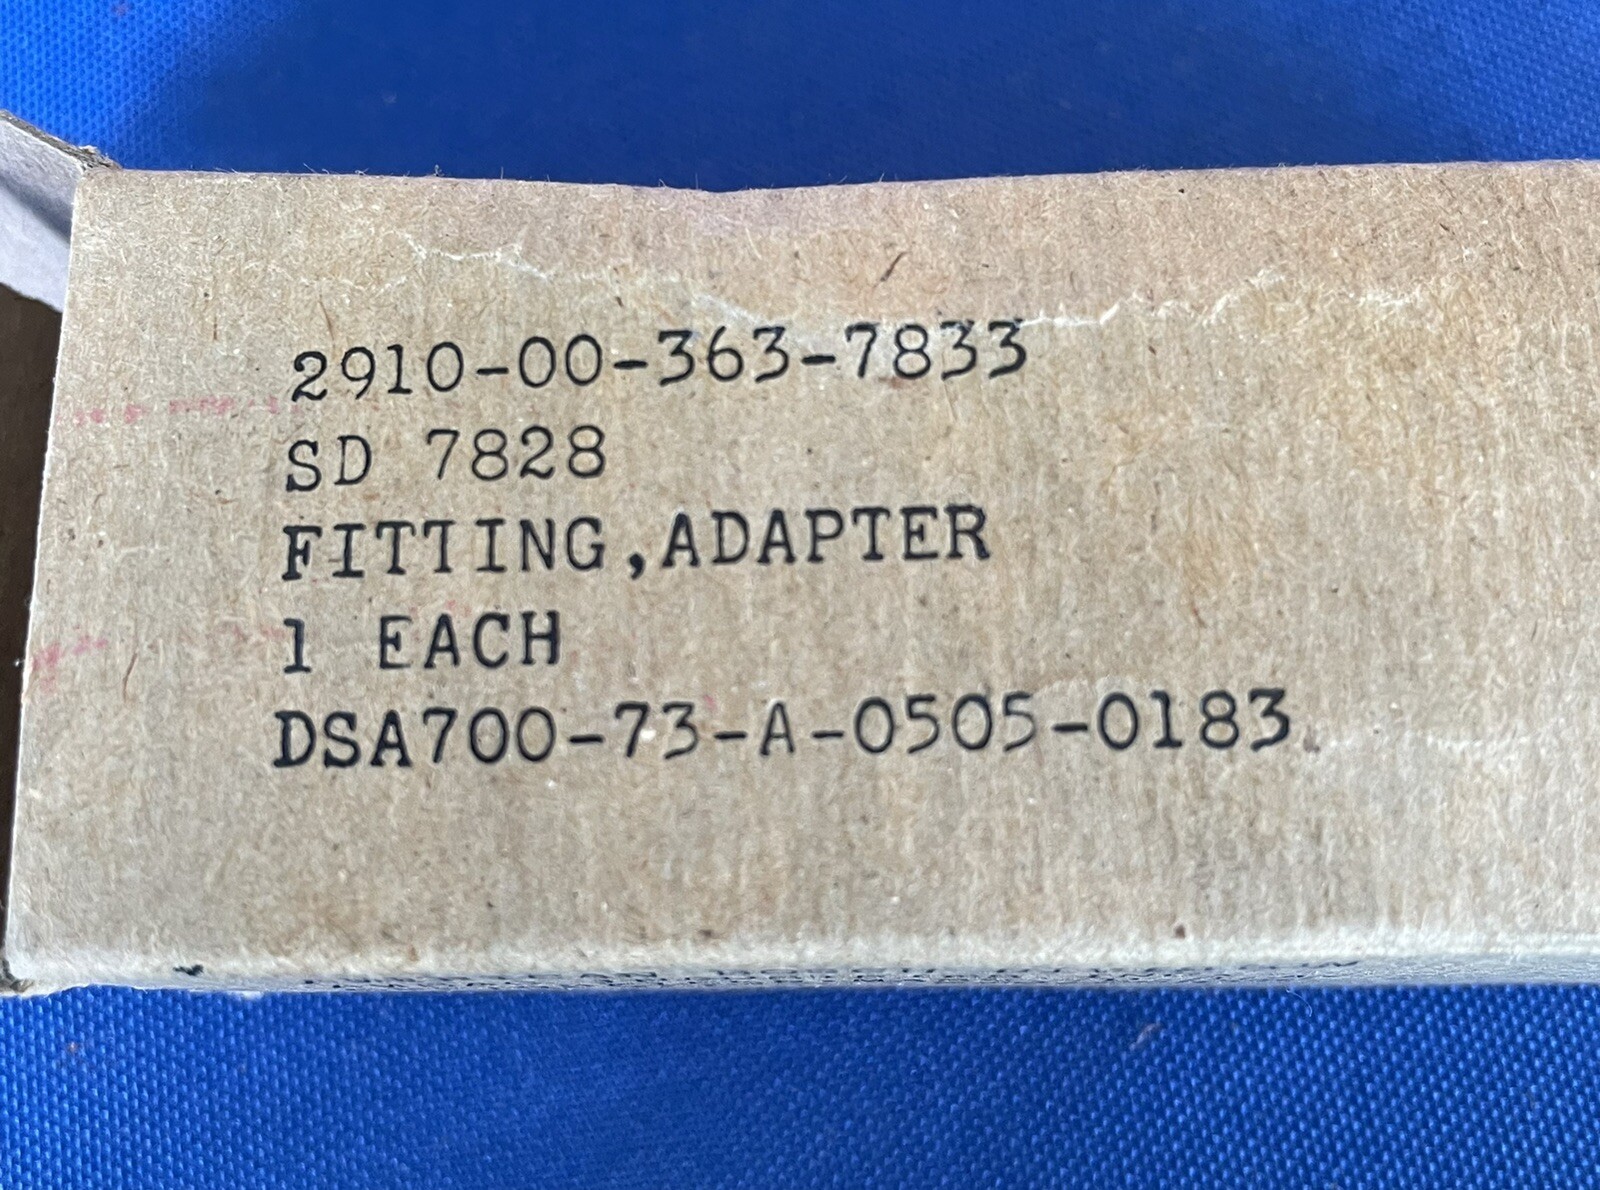 2910-00-363-7833
SD 7828
FITTING,ADAPTER
1 EACH
DSA700-73-A-0505-0183